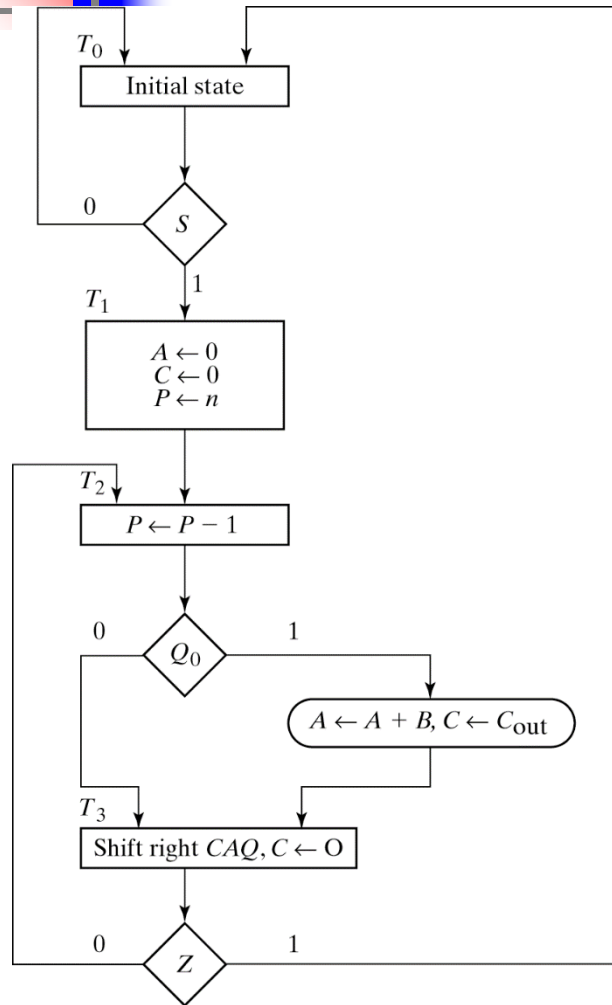 T₀
Initial state
0
S
1
T₁
A ← 0
C ← 0
P ← n
T₂
P ← P − 1
0
1
Q₀
A ← A + B, C ← Cout
T₃
Shift right CAQ, C ← O
0
1
Z